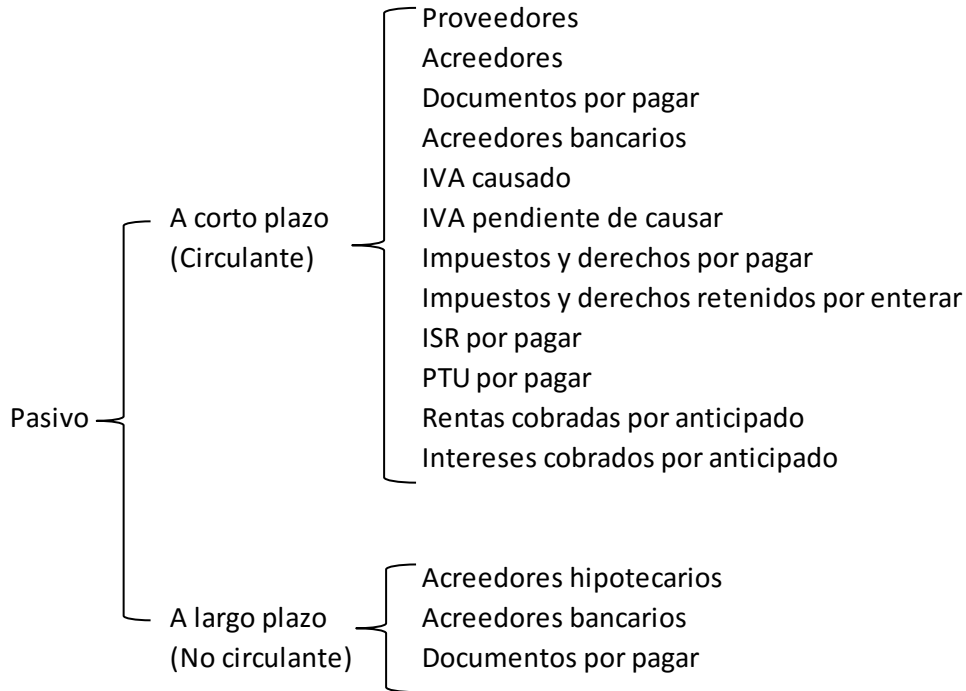 Pasivo
A corto plazo
(Circulante)
Proveedores
Acreedores
Documentos por pagar
Acreedores bancarios
IVA causado
IVA pendiente de causar
Impuestos y derechos por pagar
Impuestos y derechos retenidos por enterar
ISR por pagar
PTU por pagar
Rentas cobradas por anticipado
Intereses cobrados por anticipado
A largo plazo
(No circulante)
Acreedores hipotecarios
Acreedores bancarios
Documentos por pagar